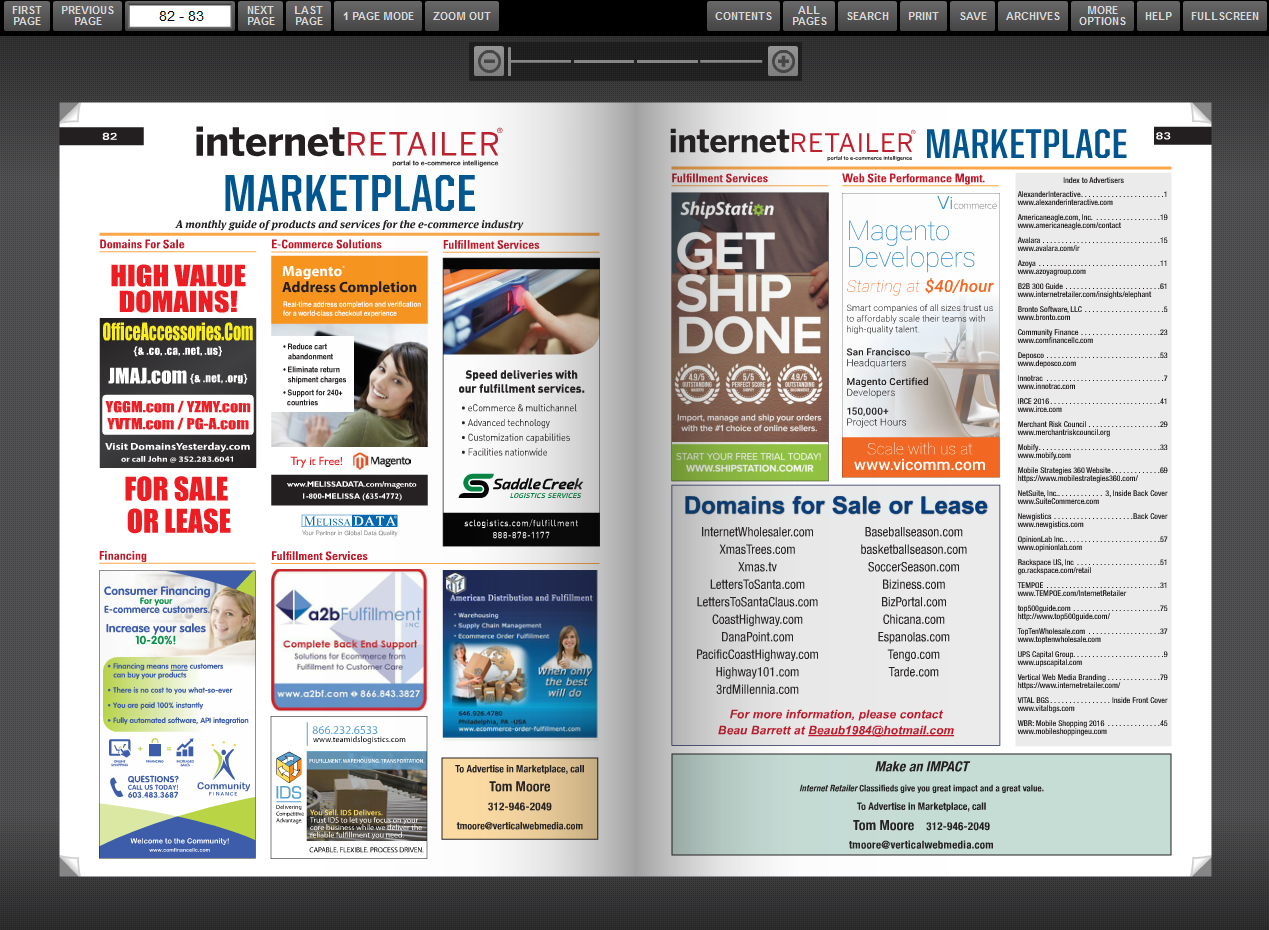 FIRST PAGE
PREVIOUS PAGE
82 - 83
NEXT PAGE
LAST PAGE
1 PAGE MODE
ZOOM OUT
CONTENTS
ALL PAGES
SEARCH
PRINT
SAVE
ARCHIVES
MORE OPTIONS
HELP
FULLSCREEN
82
internetRETAILER®
portal to e-commerce intelligence
MARKETPLACE
A monthly guide of products and services for the e-commerce industry
Domains For Sale
HIGH VALUE
DOMAINS!
OfficeAccessories.Com
{& .co, .ca, .net, .us}
JMAJ.com {& .net, .org}
YGGM.com / YZMY.com
YVTM.com / PG-A.com
Visit DomainsYesterday.com
or call John @ 352.283.6041
FOR SALE
OR LEASE
E-Commerce Solutions
Magento
Address Completion
Real-time address completion and verification
for a world-class checkout experience
• Reduce cart
abandonment
• Eliminate return
shipment charges
• Support for 240+
countries
Try it Free! Magento
www.MELISSADATA.com/magento
1-800-MELISSA (635-4772)
MELISSA DATA
Your Partner in Global Data Quality
Fulfillment Services
Speed deliveries with
our fulfillment services.
• eCommerce & multichannel
• Advanced technology
• Customization capabilities
• Facilities nationwide
Saddle Creek
LOGISTICS SERVICES
sclogistics.com/fulfillment
888-878-1177
Financing
Consumer Financing
For your
E-commerce customers.
Increase your sales
10-20%!
• Financing means more customers
can buy your products
• There is no cost to you what-so-ever
• You are paid 100% instantly
• Fully automated software, API integration
ONLINE SHOPPING + FINANCING = INCREASED SALES
QUESTIONS?
CALL US TODAY!
603.483.3687
Community
FINANCE
Welcome to the Community!
www.comfinancellc.com
Fulfillment Services
a2bFulfillment
INC
Complete Back End Support
Solutions for Ecommerce from
Fulfillment to Customer Care
www.a2bf.com 866.843.3827
866.232.6533
www.teamidslogistics.com
FULFILLMENT. WAREHOUSING. TRANSPORTATION.
IDS
Delivering
Competitive
Advantage.
You Sell. IDS Delivers.
Trust IDS to let you focus on your
core business while we deliver the
reliable fulfillment you need.
CAPABLE. FLEXIBLE. PROCESS DRIVEN.
American Distribution and Fulfillment
• Warehousing
• Supply Chain Management
• Ecommerce Order Fulfillment
When only
the best
will do
646.926.4780
Philadelphia, PA -USA
www.ecommerce-order-fulfillment.com
To Advertise in Marketplace, call
Tom Moore
312-946-2049
tmoore@verticalwebmedia.com
internetRETAILER® MARKETPLACE
portal to e-commerce intelligence
83
Fulfillment Services
ShipStation
GET
SHIP
DONE
4.9/5 OUTSTANDING
5/5 PERFECT SCORE
4.9/5 OUTSTANDING
Import, manage and ship your orders
with the #1 choice of online sellers.
START YOUR FREE TRIAL TODAY!
WWW.SHIPSTATION.COM/IR
Web Site Performance Mgmt.
Vi commerce
Magento
Developers
Starting at $40/hour
Smart companies of all sizes trust us
to affordably scale their teams with
high-quality talent.
San Francisco
Headquarters
Magento Certified
Developers
150,000+
Project Hours
Scale with us at
www.vicomm.com
Domains for Sale or Lease
InternetWholesaler.com
XmasTrees.com
Xmas.tv
LettersToSanta.com
LettersToSantaClaus.com
CoastHighway.com
DanaPoint.com
PacificCoastHighway.com
Highway101.com
3rdMillennia.com
Baseballseason.com
basketballseason.com
SoccerSeason.com
Biziness.com
BizPortal.com
Chicana.com
Espanolas.com
Tengo.com
Tarde.com
For more information, please contact
Beau Barrett at Beaub1984@hotmail.com
Index to Advertisers
AlexanderInteractive. . . . . . . . . 1
www.alexanderinteractive.com
Americaneagle.com, Inc. . . . . . . . . 19
www.americaneagle.com/contact
Avalara . . . . . . . . 15
www.avalara.com/ir
Azoya . . . . . . . . 11
www.azoyagroup.com
B2B 300 Guide . . . . . . . . 61
www.internetretailer.com/insights/elephant
Bronto Software, LLC . . . . . . . . 5
www.bronto.com
Community Finance . . . . . . . . 23
www.comfinancellc.com
Deposco . . . . . . . . 53
www.deposco.com
Innotrac . . . . . . . . 7
www.innotrac.com
IRCE 2016 . . . . . . . . 41
www.irce.com
Merchant Risk Council . . . . . . . . 29
www.merchantriskcouncil.org
Mobify. . . . . . . . . 33
www.mobify.com
Mobile Strategies 360 Website . . . . . . . . 69
https://www.mobilestrategies360.com/
NetSuite, Inc. . . . . . . . . 3, Inside Back Cover
www.SuiteCommerce.com
Newgistics . . . . . . . . Back Cover
www.newgistics.com
OpinionLab Inc. . . . . . . . . 57
www.opinionlab.com
Rackspace US, Inc . . . . . . . . 51
go.rackspace.com/retail
TEMPOE . . . . . . . . 31
www.TEMPOE.com/InternetRetailer
top500guide.com . . . . . . . . 75
http://www.top500guide.com/
TopTenWholesale.com . . . . . . . . 37
www.toptenwholesale.com
UPS Capital Group. . . . . . . . . 9
www.upscapital.com
Vertical Web Media Branding . . . . . . . . 79
https://www.internetretailer.com/
VITAL BGS . . . . . . . . Inside Front Cover
www.vitalbgs.com
WBR: Mobile Shopping 2016 . . . . . . . . 45
www.mobileshoppingeu.com
Make an IMPACT
Internet Retailer Classifieds give you great impact and a great value.
To Advertise in Marketplace, call
Tom Moore 312-946-2049
tmoore@verticalwebmedia.com